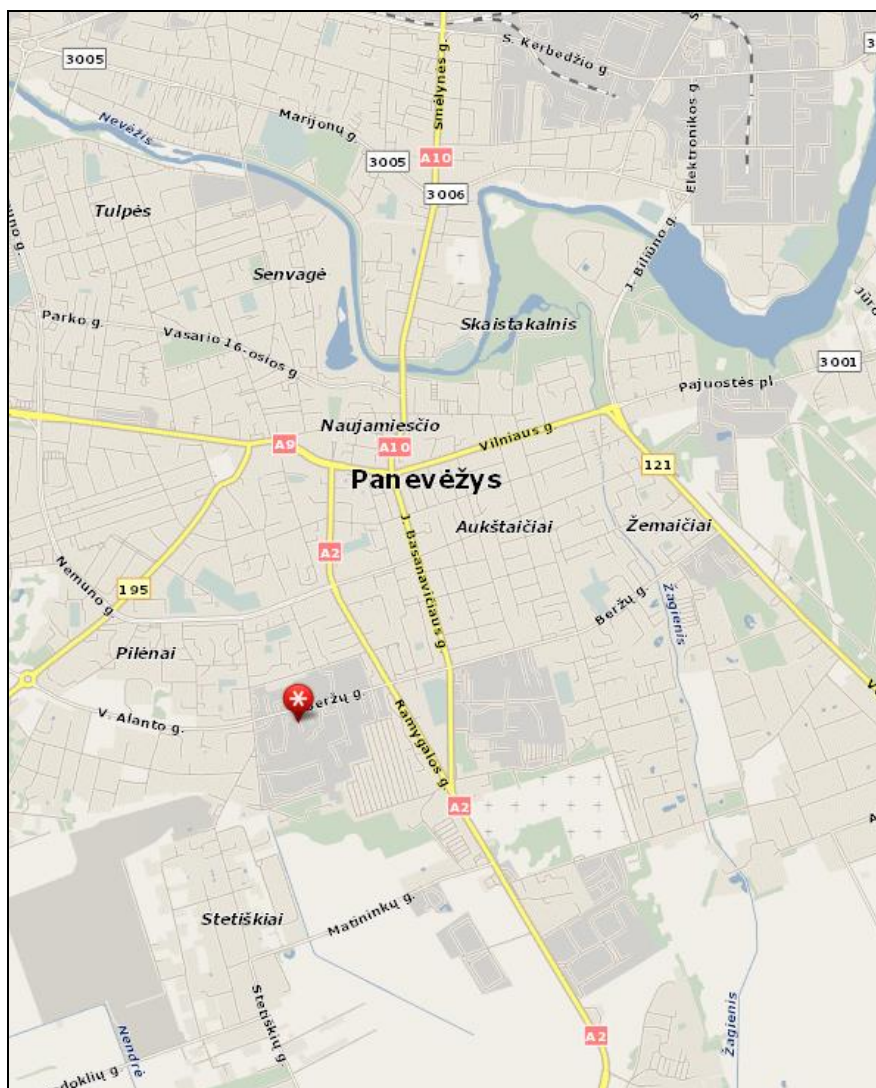 S. Kerbedžio g.
3005
Smėlynės g.
Nevėžis
Marijonų g.
3005
A10
Elektronikos g.
3006
Tulpės
Senvagė
J. Biliūno g.
Parko g.
Vasario 16-osios g
Skaistakalnis
3001
Pajuostės pl
Naujamiesčio
A9
A10
Vilniaus g
121
Panevėžys
Aukštaičiai
Žemaičiai
J. Basanavičiaus g
A2
Nemuno g.
195
Beržų g.
Žagienis
Pilėnai
Beržų g.
V. Alanto g.
Ramygalos g
A2
Matininkų g.
Stetiškiai
Stetiškių g.
Nendrė
Žagienis
A2